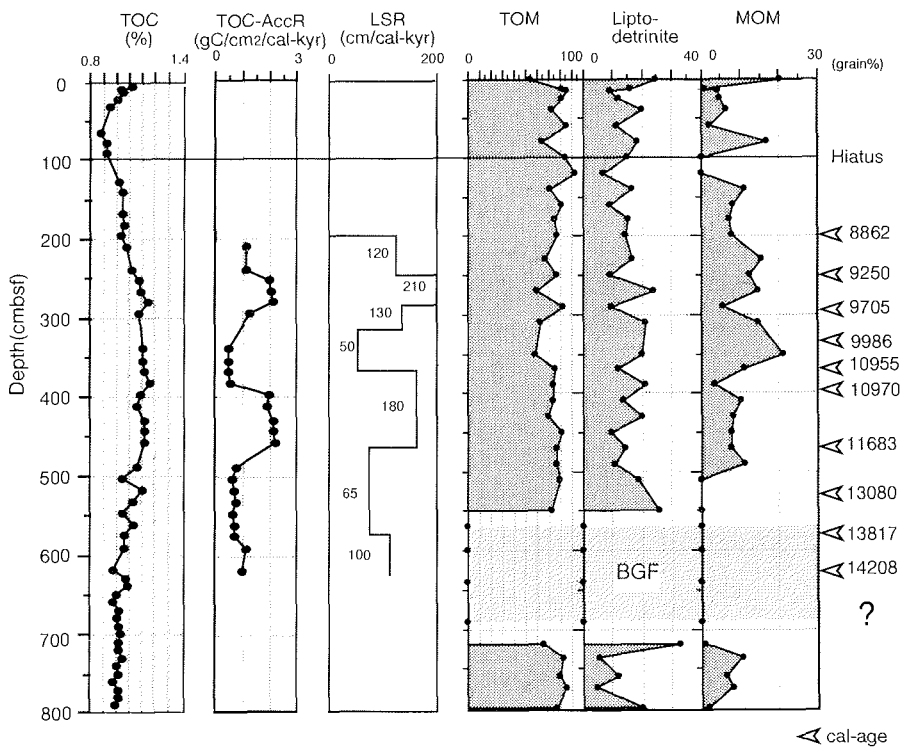 TOC
(%)
TOC-AccR
(gC/cm2/cal-kyr)
LSR
(cm/cal-kyr)
TOM
Lipto-
detrinite
MOM
0.8 1.4
0 3
0 200
0 100
0 40
0 30
(grain%)
Depth(cmbsf)
0
100
200
300
400
500
600
700
800
120
210
130
50
180
65
100
BGF
Hiatus
8862
9250
9705
9986
10955
10970
11683
13080
13817
14208
?
cal-age